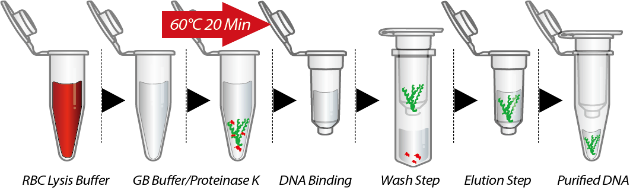 60°C 20 Min
RBC Lysis Buffer
GB Buffer/Proteinase K
DNA Binding
Wash Step
Elution Step
Purified DNA